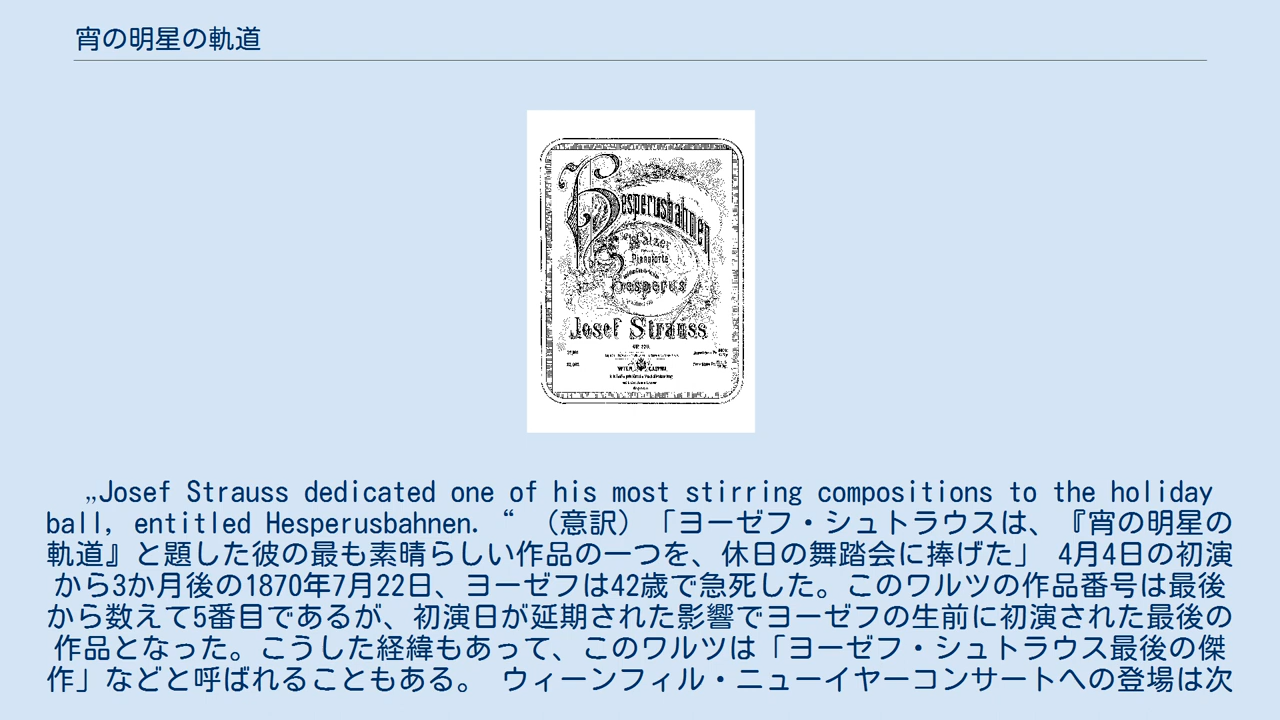 宵の明星の軌道
Hesperusbahnen
Walzer
Pianoforte
Hesperus
Josef Strauss
„Josef Strauss dedicated one of his most stirring compositions to the holiday
ball, entitled Hesperusbahnen. “ （意訳）「ヨーゼフ・シュトラウスは、『宵の明星の
軌道』と題した彼の最も素晴らしい作品の一つを、休日の舞踏会に捧げた」 4月4日の初演
から3か月後の1870年7月22日、ヨーゼフは42歳で急死した。このワルツの作品番号は最後
から数えて5番目であるが、初演日が延期された影響でヨーゼフの生前に初演された最後の
作品となった。こうした経緯もあって、このワルツは「ヨーゼフ・シュトラウス最後の傑
作」などと呼ばれることもある。 ウィーンフィル・ニューイヤーコンサートへの登場は次